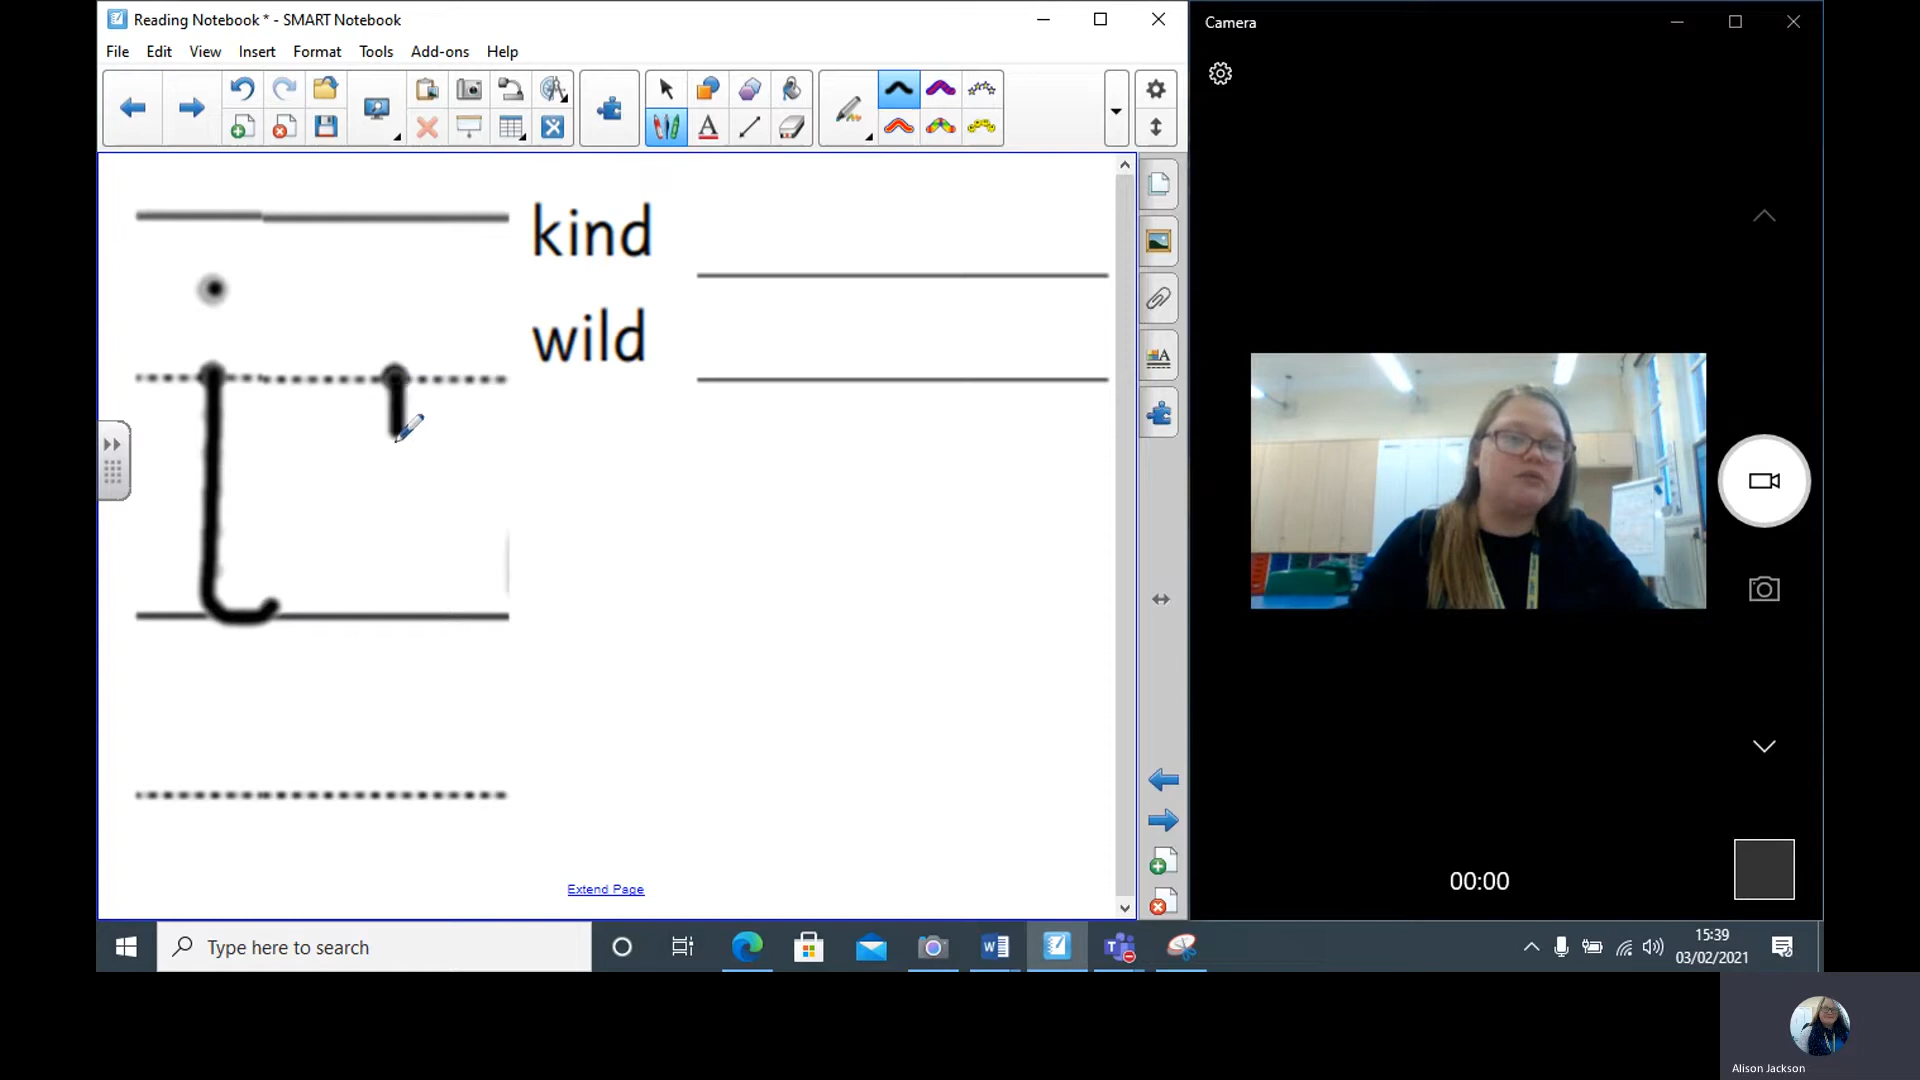 Reading Notebook * - SMART Notebook
Camera
File Edit View Insert Format Tools Add-ons Help
kind
wild
i
Extend Page
00:00
Type here to search
15:39
03/02/2021
Alison Jackson